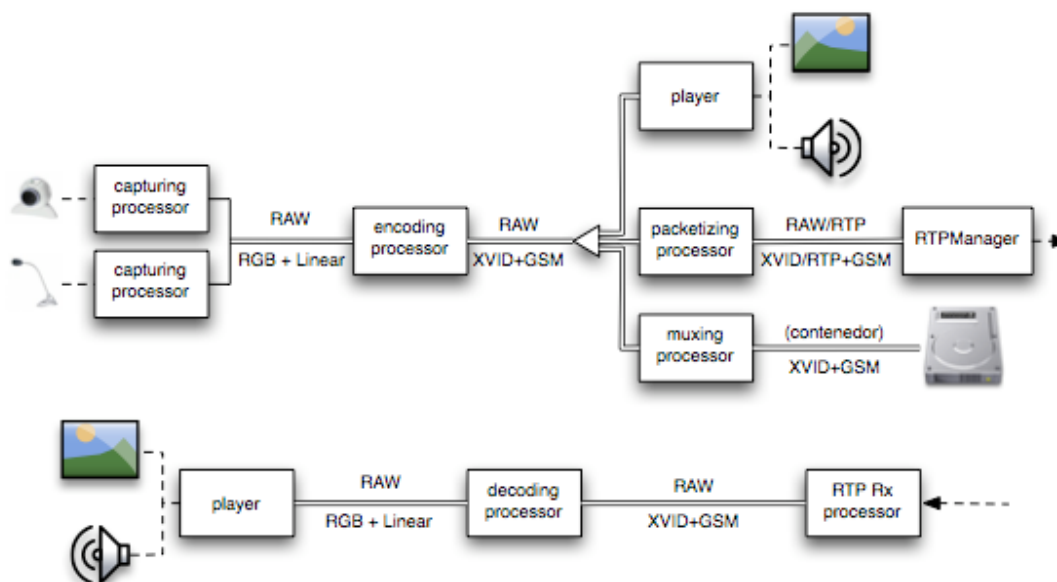 player
capturing
processor
RAW
RGB + Linear
encoding
processor
RAW
XVID+GSM
packetizing
processor
RAW/RTP
XVID/RTP+GSM
RTPManager
capturing
processor
muxing
processor
(contenedor)
XVID+GSM
player
RAW
RGB + Linear
decoding
processor
RAW
XVID+GSM
RTP Rx
processor